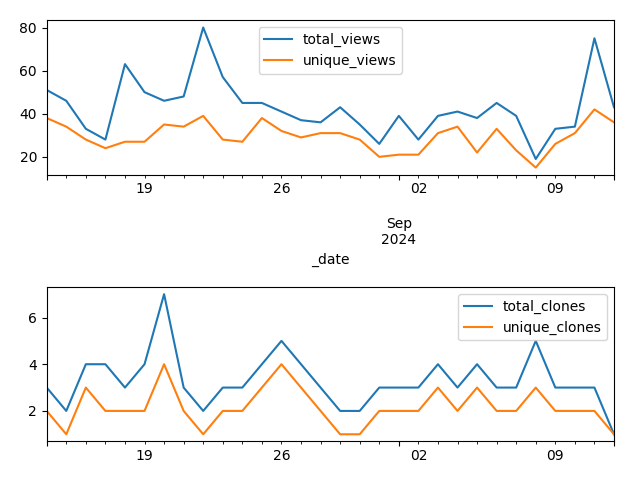 80
60
40
20
total_views
unique_views
19
26
02
09
Sep
2024
_date
6
4
2
total_clones
unique_clones
19
26
02
09